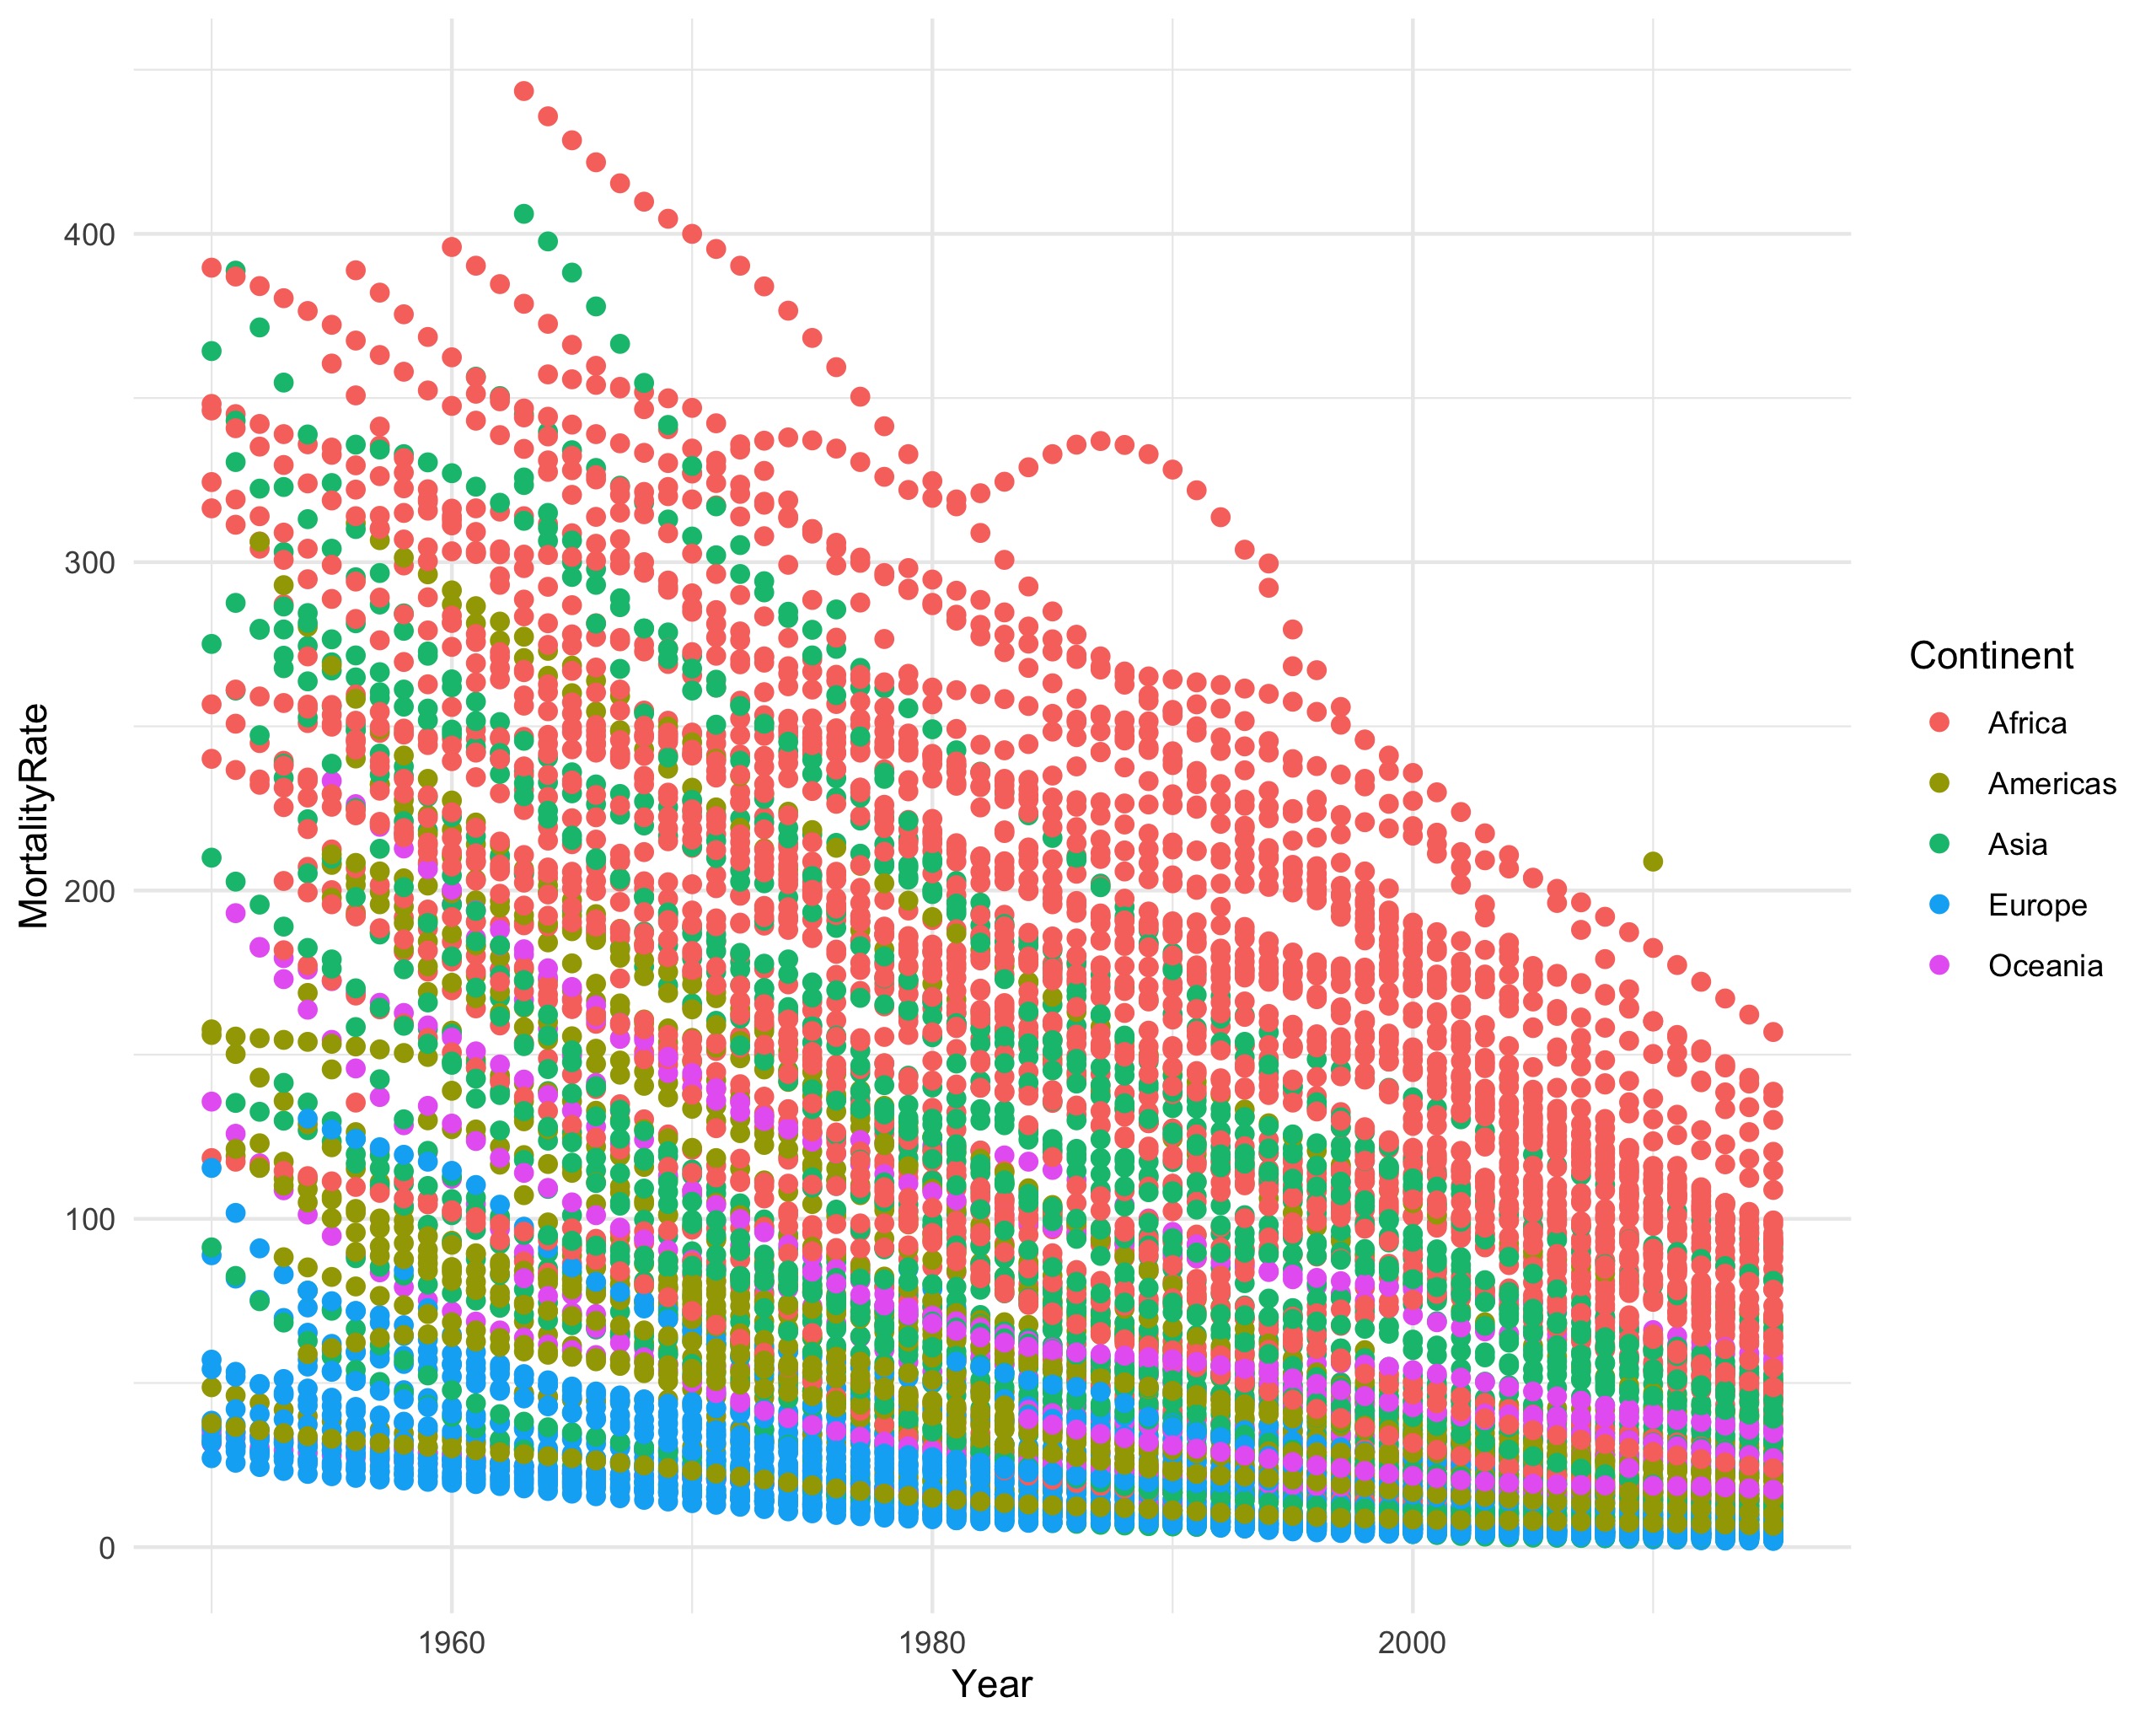 400
300
200
100
0
MortalityRate
1960
1980
2000
Year
Continent
Africa
Americas
Asia
Europe
Oceania